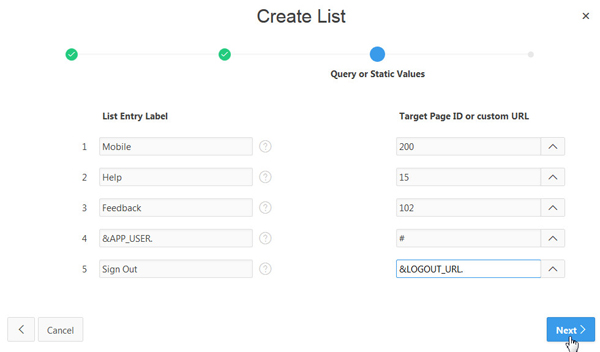 Create List
Query or Static Values
List Entry Label Target Page ID or custom URL
1 Mobile ? 200
2 Help ? 15
3 Feedback ? 102
4 &APP_USER. ? #
5 Sign Out ? &LOGOUT_URL.
Cancel Next